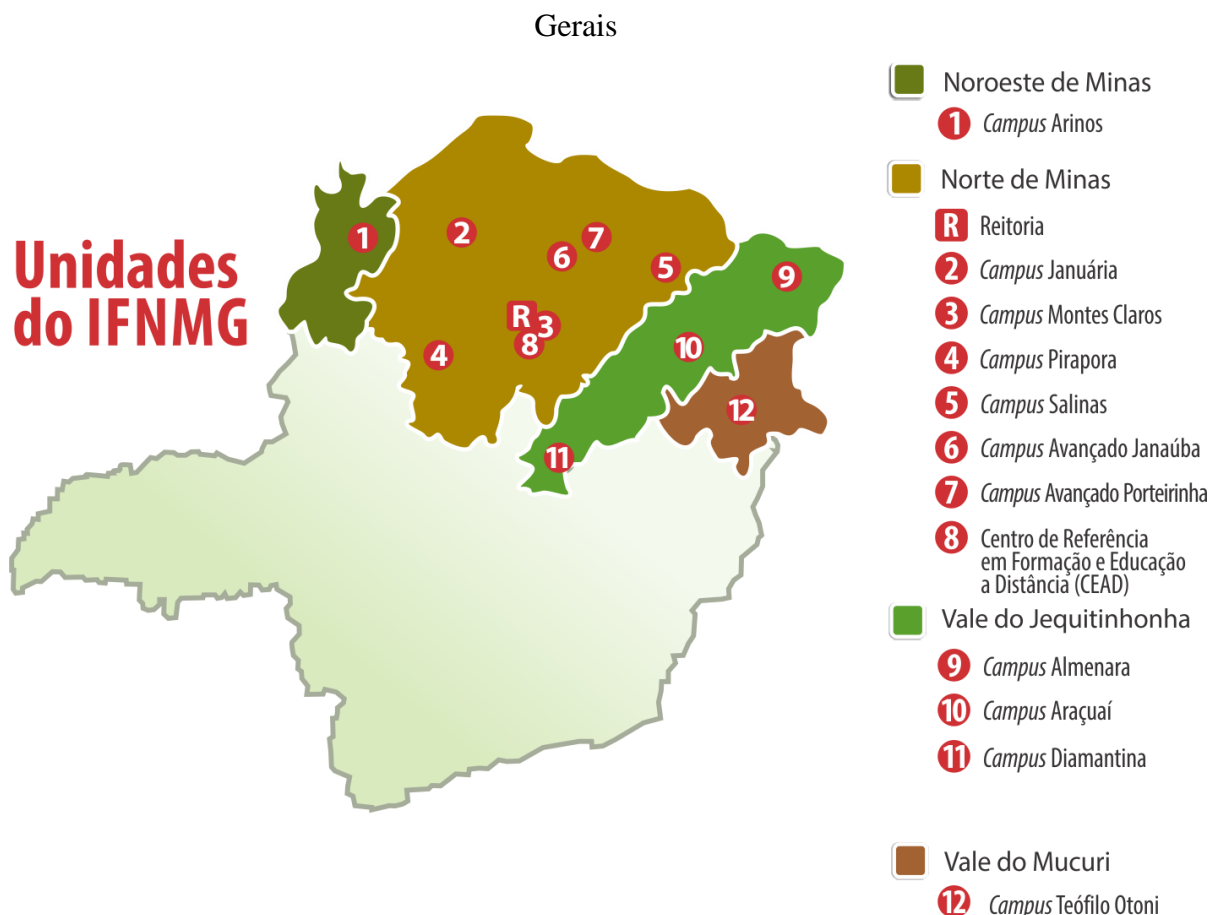 Gerais
Unidades
do IFNMG
1
2
3
4
5
6
7
8
9
10
11
12
R
Noroeste de Minas
1 Campus Arinos
Norte de Minas
R Reitoria
2 Campus Januária
3 Campus Montes Claros
4 Campus Pirapora
5 Campus Salinas
6 Campus Avançado Janaúba
7 Campus Avançado Porteirinha
8 Centro de Referência
em Formação e Educação
a Distância (CEAD)
Vale do Jequitinhonha
9 Campus Almenara
10 Campus Araçuaí
11 Campus Diamantina
Vale do Mucuri
12 Campus Teófilo Otoni